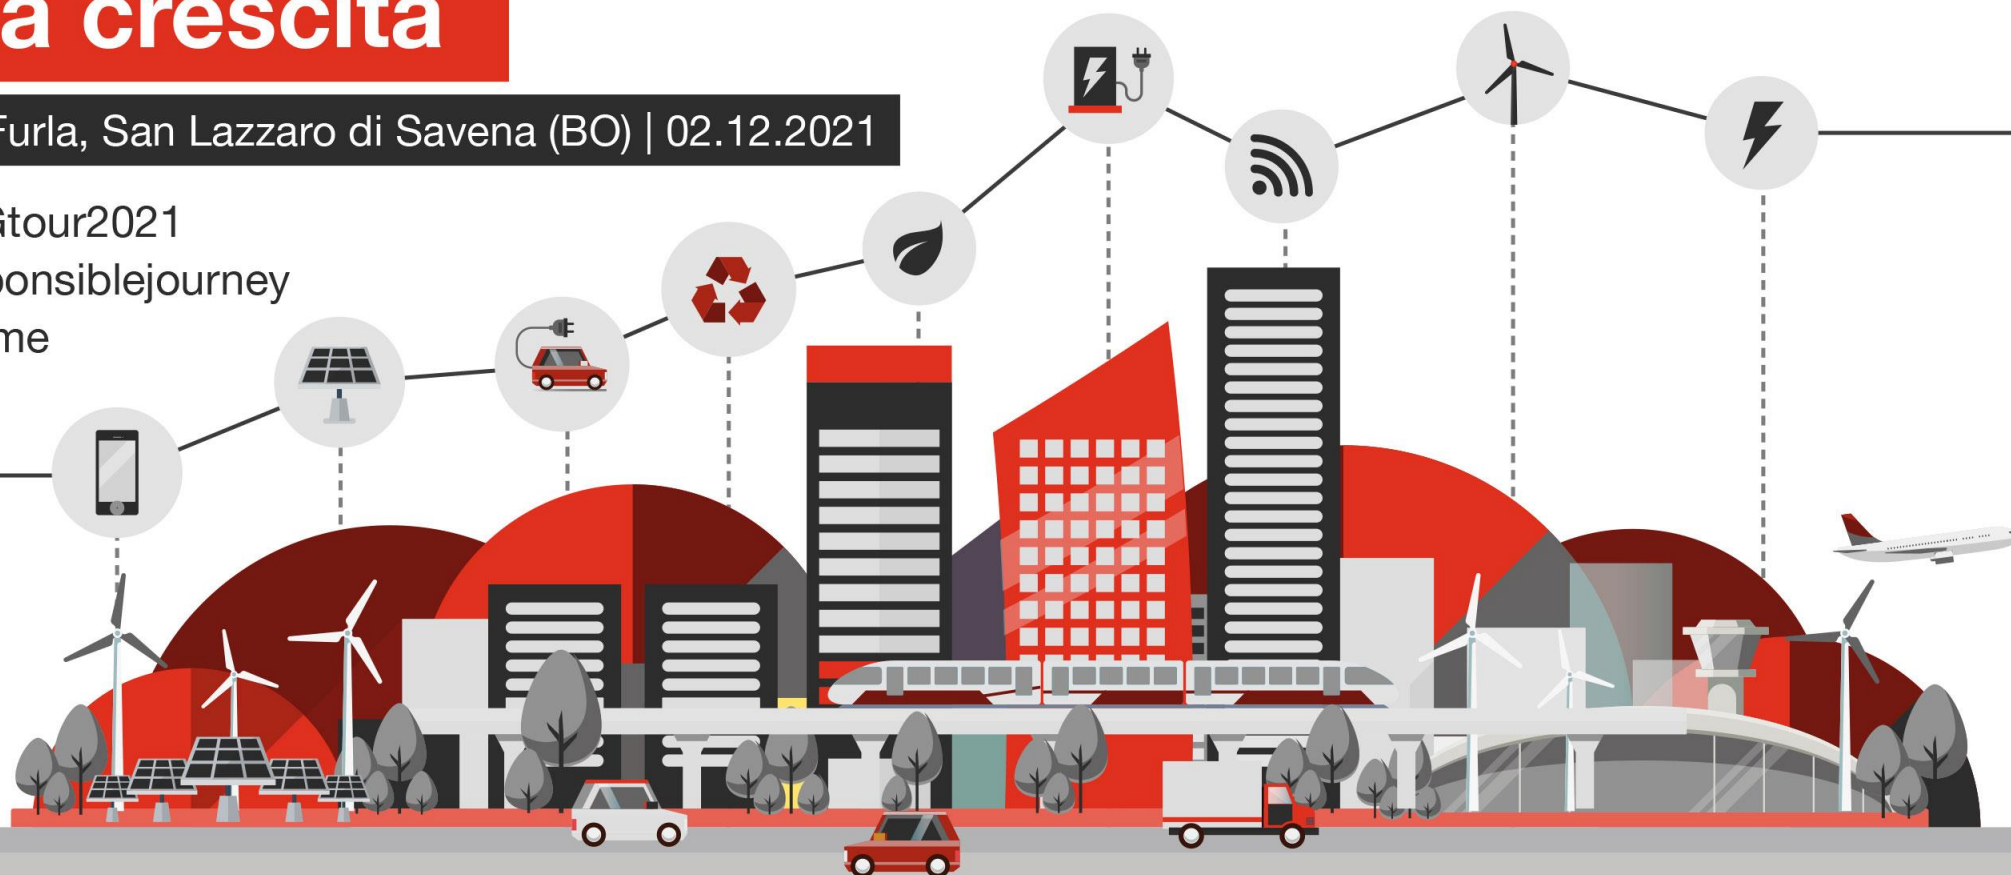 a crescita
Furla, San Lazzaro di Savena (BO) | 02.12.2021
tour2021
onsiblejourney
me